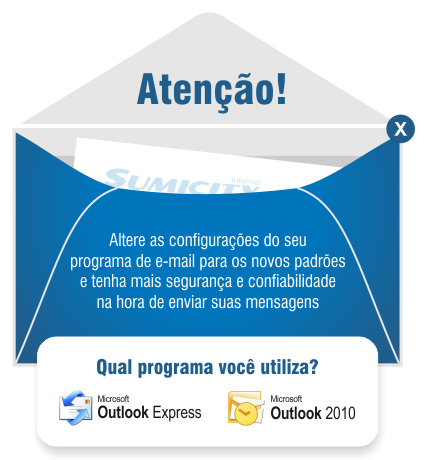 Atenção!
X
Internet
SUMICITY
Altere as configurações do seu
programa de e-mail para os novos padrões
e tenha mais segurança e confiabilidade
na hora de enviar suas mensagens
Qual programa você utiliza?
Microsoft
Outlook Express
Microsoft
Outlook 2010